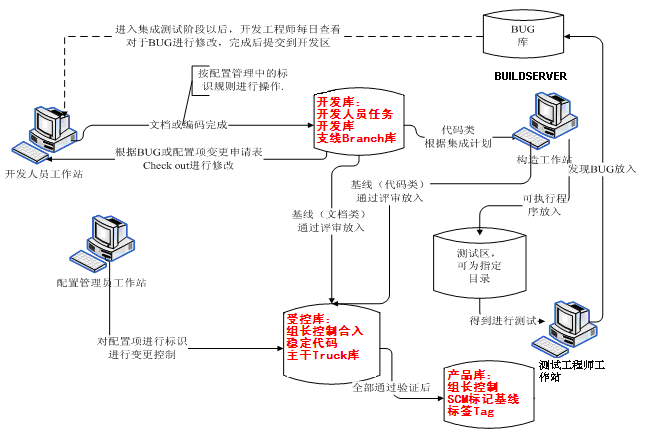 进入集成测试阶段以后，开发工程师每日查看
对于BUG进行修改，完成后提交到开发区
BUG
库
BUILDSERVER
按配置管理中的标
识规则进行操作.
开发库：
开发人员任务
开发库
支线Branch库
文档或编码完成
代码类
根据集成计划
构造工作站
根据BUG或配置项变更申请表
Check out进行修改
开发人员工作站
发现BUG放入
基线（代码类）
通过评审放入
可执行程
序放入
基线（文档类）
通过评审放入
测试区，
可为指定
目录
配置管理员工作站
受控库：
组长控制合入
稳定代码
主干Truck库
得到进行测试
对配置项进行标识
进行变更控制
测试工程师工
作站
全部通过验证后
产品库：
组长控制
SCM标记基线
标签Tag